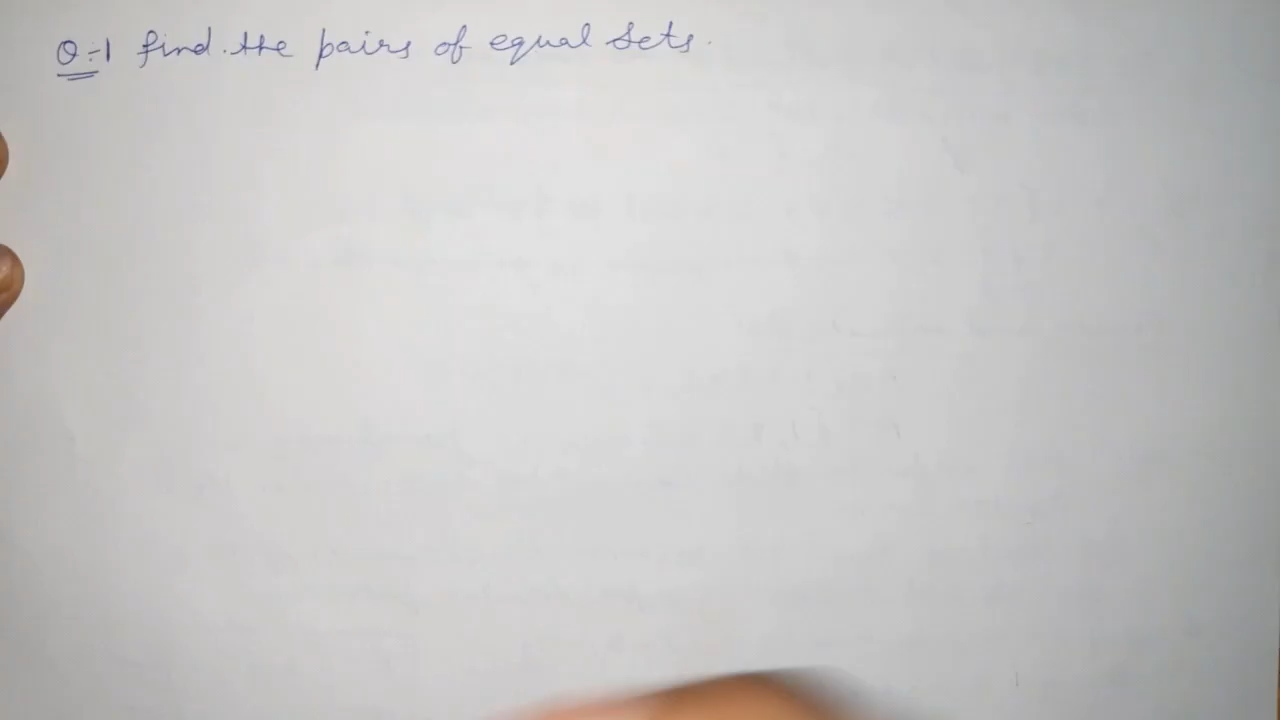 Q:-1 find the pairs of equal sets.